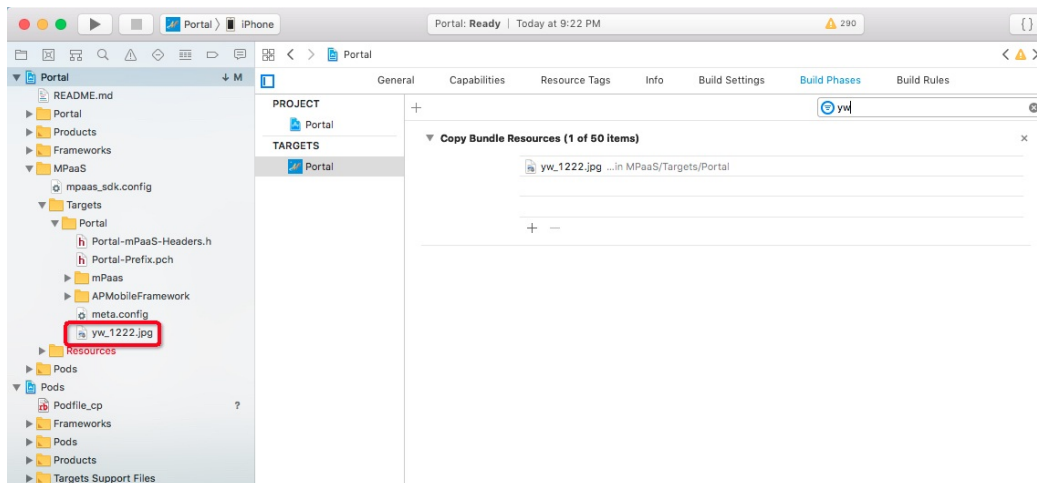 Portal
iPhone
Portal: Ready | Today at 9:22 PM
290
{}
Portal
Portal
M
General
Capabilities
Resource Tags
Info
Build Settings
Build Phases
Build Rules
README.md
PROJECT
yw
Portal
Portal
Products
TARGETS
Copy Bundle Resources (1 of 50 items)
Frameworks
MPaaS
Portal
yw_1222.jpg ...in MPaaS/Targets/Portal
mpaas_sdk.config
Targets
Portal
Portal-mPaaS-Headers.h
Portal-Prefix.pch
mPaas
APMobileFramework
meta.config
yw_1222.jpg
Resources
Pods
Pods
Podfile_cp
?
Frameworks
Pods
Products
Targets Support Files